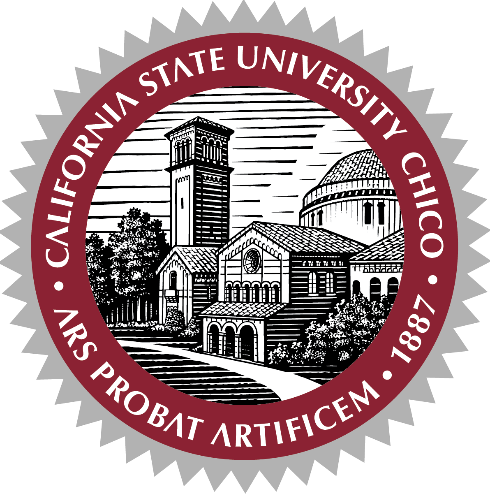 CALIFORNIA STATE UNIVERSITY CHICO
• ARS PROBAT ARTIFICEM • 1887 •